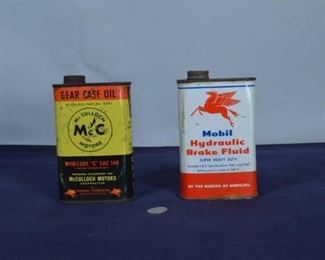 GEAR CASE OIL
McCULLOCH
McC
MOTORS
MOBILUBE "C" SAE 140
McCULLOCH MOTORS
CORPORATION
Mobil
Hydraulic
Brake Fluid
SUPER HEAVY DUTY
BY THE MAKERS OF MOBILOIL